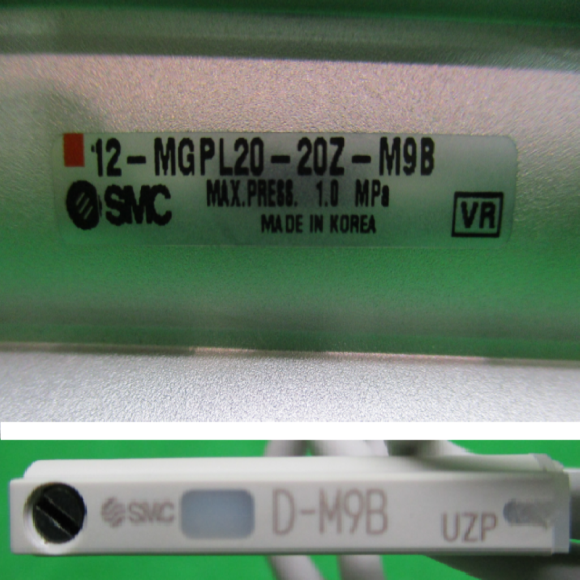 12-MGPL20-20Z-M9B
SMC MAX.PRESS. 1.0 MPa
MADE IN KOREA
VR
SMC D-M9B UZP